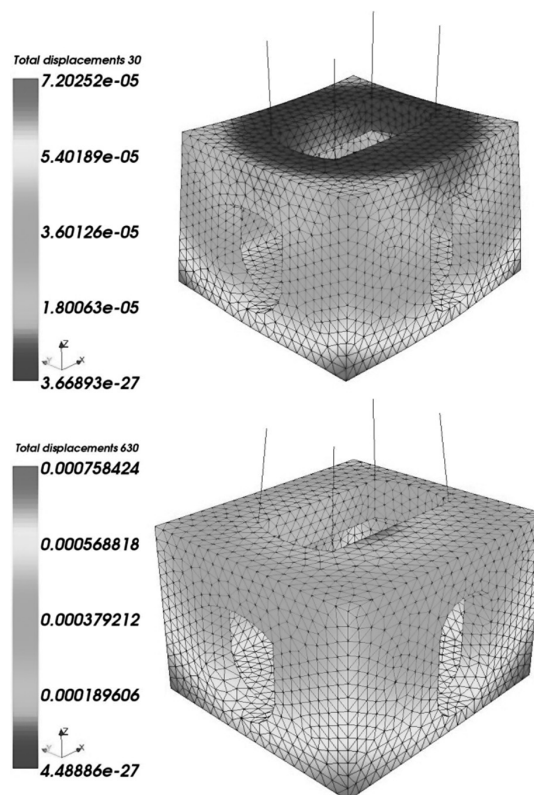 Total displacements 30
7.20252e-05
5.40189e-05
3.60126e-05
1.80063e-05
Z
Y X
3.66893e-27
Total displacements 630
0.000758424
0.000568818
0.000379212
0.000189606
Z
Y X
4.48886e-27